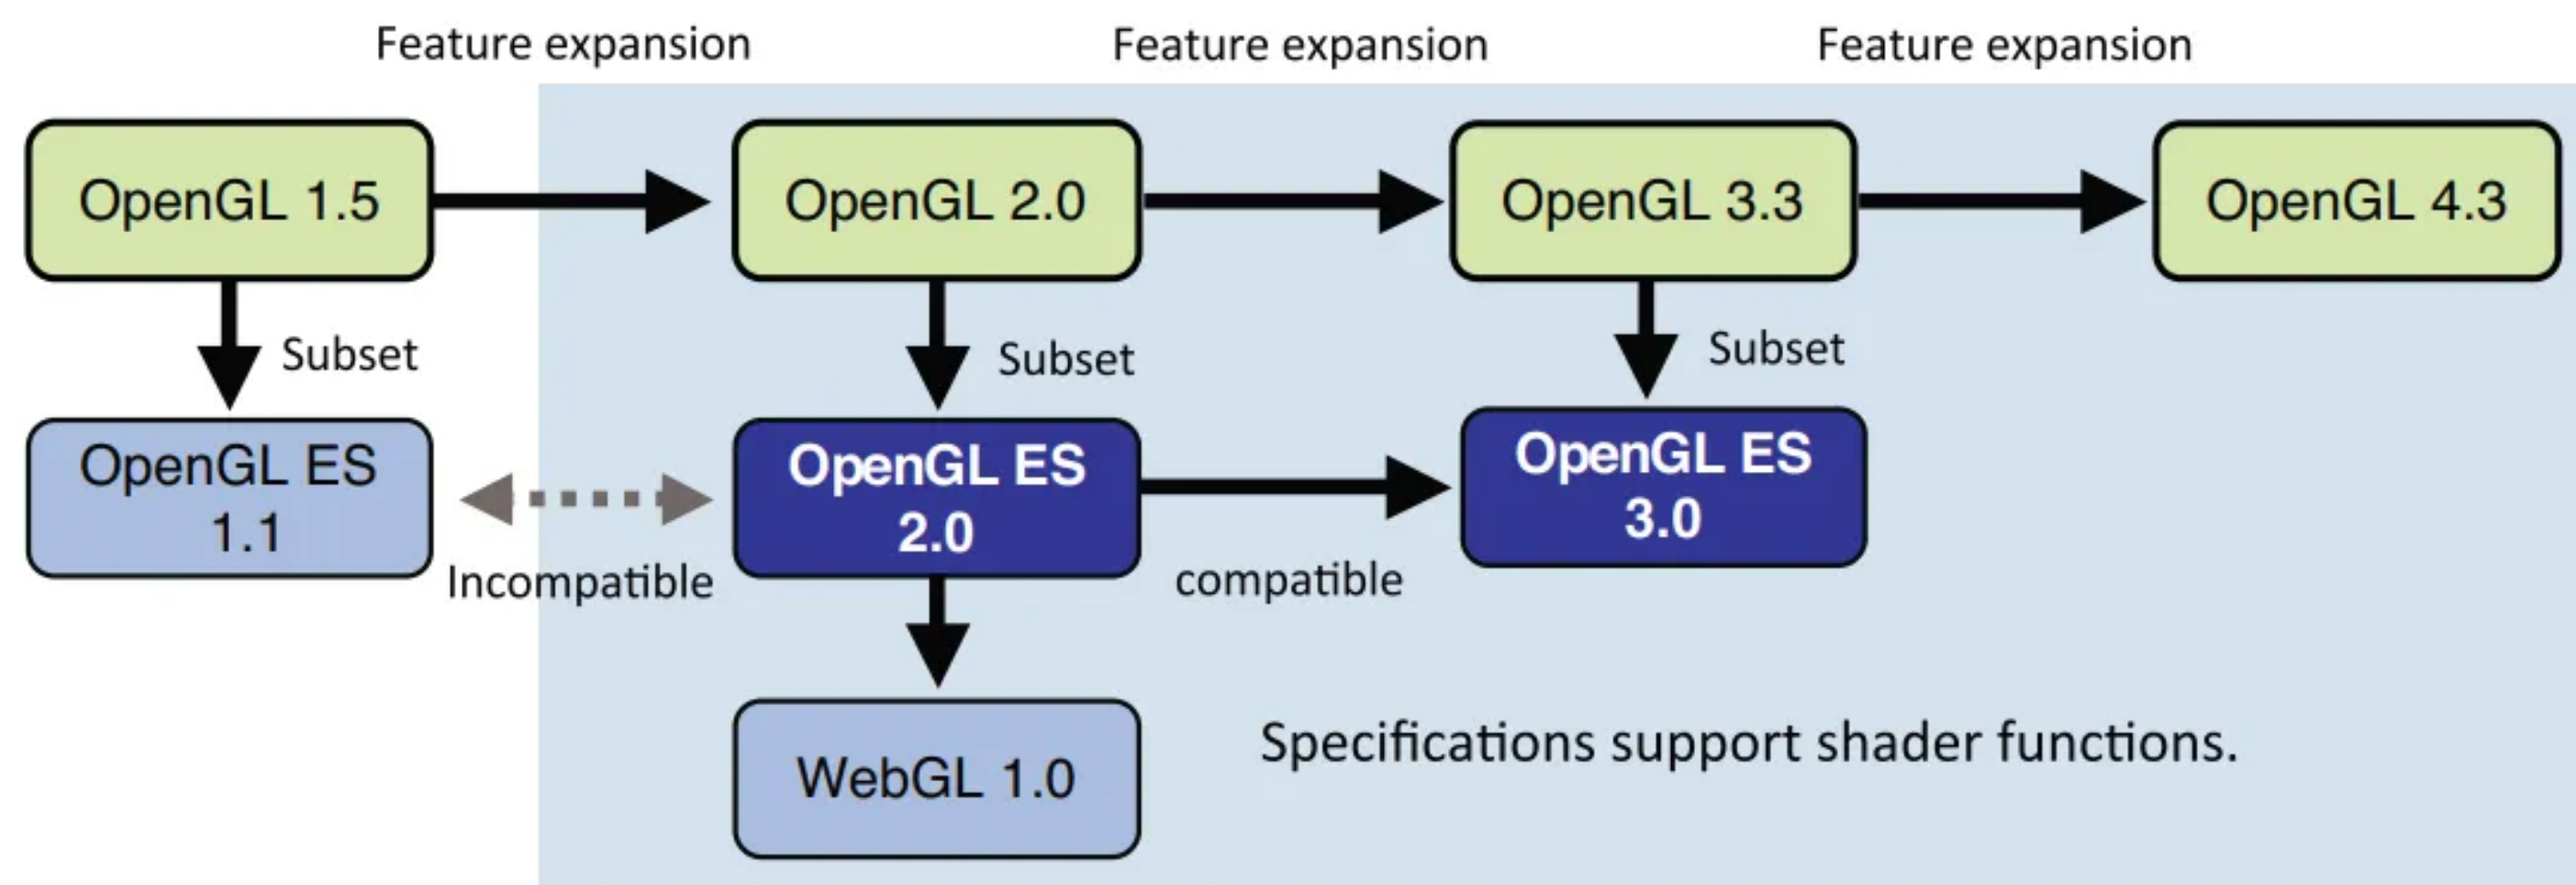 Feature expansion
Feature expansion
Feature expansion
OpenGL 1.5
OpenGL 2.0
OpenGL 3.3
OpenGL 4.3
Subset
Subset
Subset
OpenGL ES
1.1
Incompatible
OpenGL ES
2.0
compatible
OpenGL ES
3.0
WebGL 1.0
Specifications support shader functions.